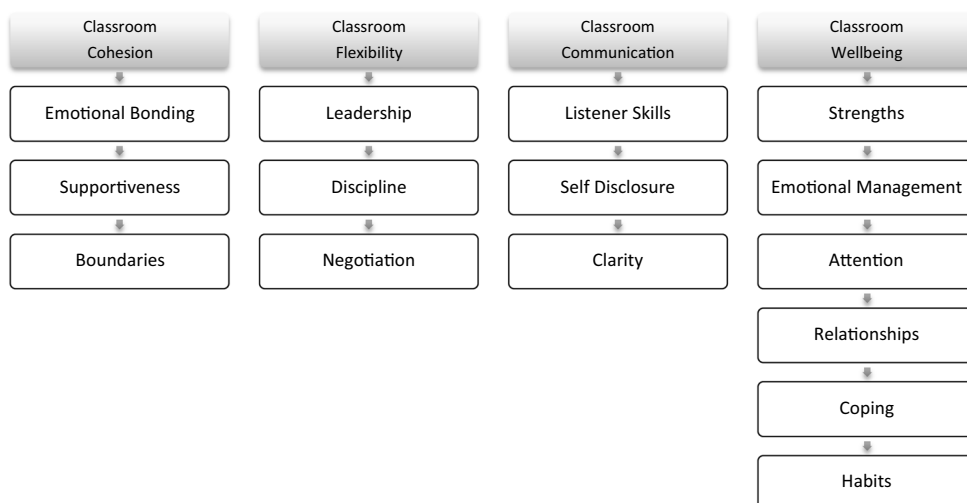 Classroom
Cohesion
Emotional Bonding
Supportiveness
Boundaries
Classroom
Flexibility
Leadership
Discipline
Negotiation
Classroom
Communication
Listener Skills
Self Disclosure
Clarity
Classroom
Wellbeing
Strengths
Emotional Management
Attention
Relationships
Coping
Habits